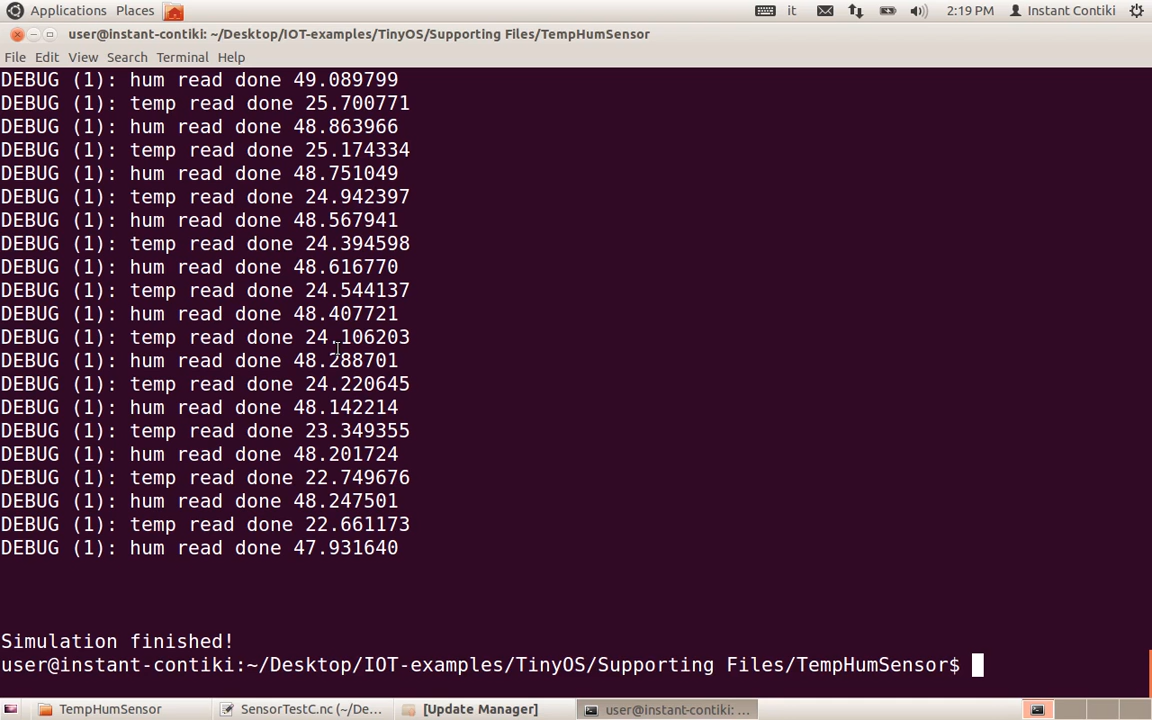 Applications Places it 2:19 PM Instant Contiki
user@instant-contiki: ~/Desktop/IOT-examples/TinyOS/Supporting Files/TempHumSensor
File Edit View Search Terminal Help
DEBUG (1): hum read done 49.089799
DEBUG (1): temp read done 25.700771
DEBUG (1): hum read done 48.863966
DEBUG (1): temp read done 25.174334
DEBUG (1): hum read done 48.751049
DEBUG (1): temp read done 24.942397
DEBUG (1): hum read done 48.567941
DEBUG (1): temp read done 24.394598
DEBUG (1): hum read done 48.616770
DEBUG (1): temp read done 24.544137
DEBUG (1): hum read done 48.407721
DEBUG (1): temp read done 24.106203
DEBUG (1): hum read done 48.288701
DEBUG (1): temp read done 24.220645
DEBUG (1): hum read done 48.142214
DEBUG (1): temp read done 23.349355
DEBUG (1): hum read done 48.201724
DEBUG (1): temp read done 22.749676
DEBUG (1): hum read done 48.247501
DEBUG (1): temp read done 22.661173
DEBUG (1): hum read done 47.931640
Simulation finished!
user@instant-contiki:~/Desktop/IOT-examples/TinyOS/Supporting Files/TempHumSensor$
TempHumSensor SensorTestC.nc (~/De... [Update Manager] user@instant-contiki: ...